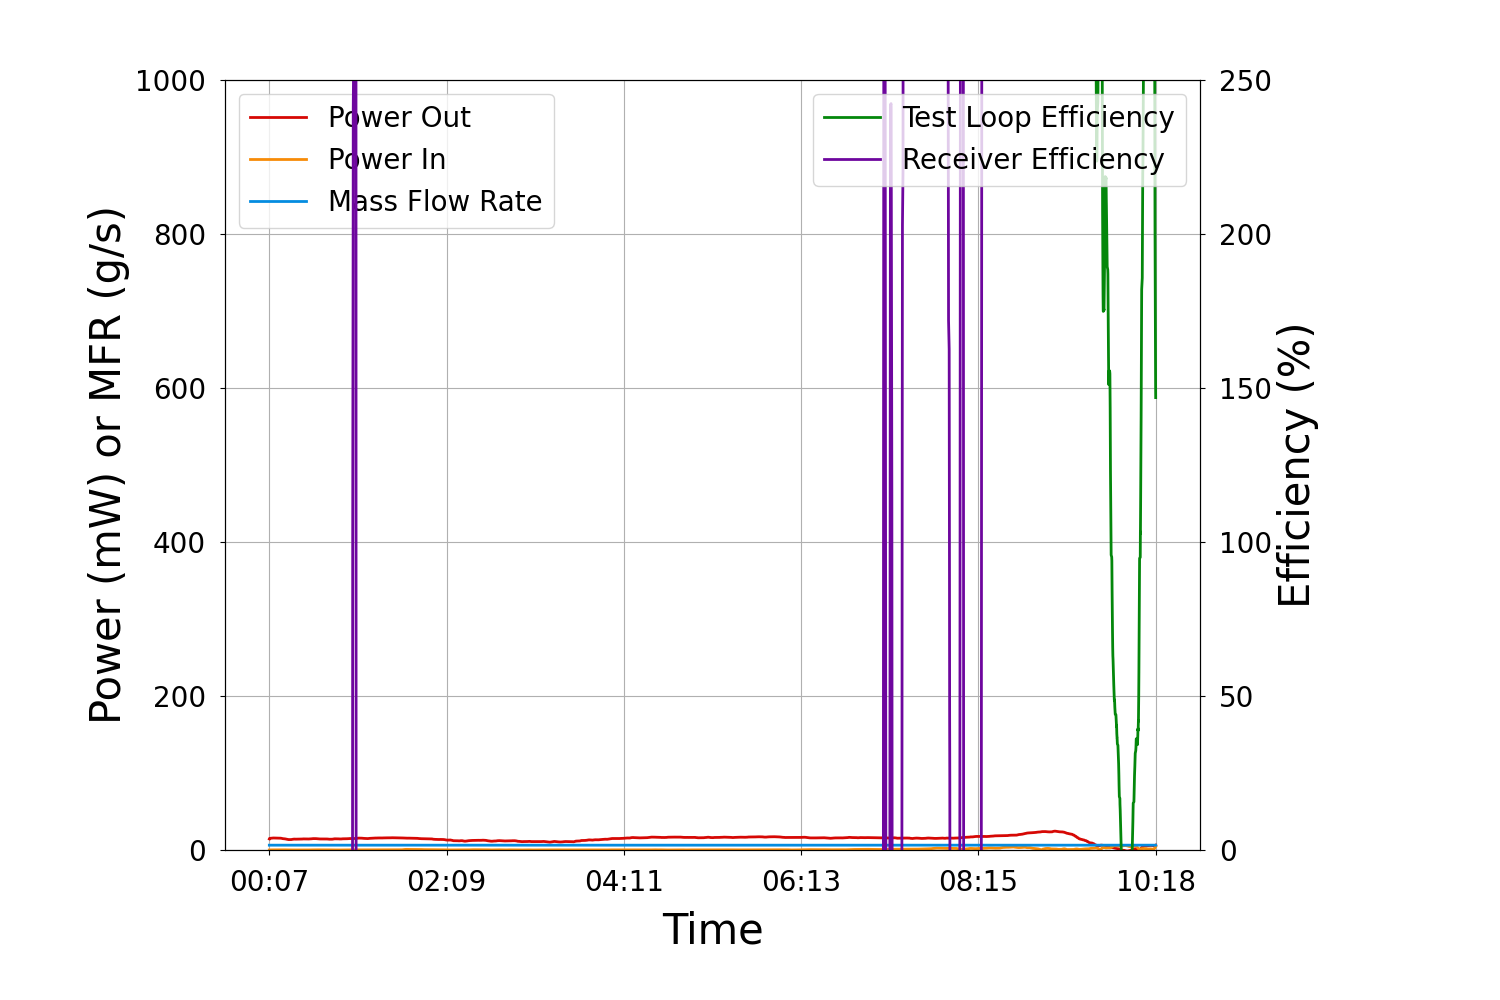 1000
800
600
400
200
0
Power (mW) or MFR (g/s)
Power Out
Power In
Mass Flow Rate
Test Loop Efficiency
Receiver Efficiency
250
200
150
100
50
0
Efficiency (%)
00:07 02:09 04:11 06:13 08:15 10:18
Time